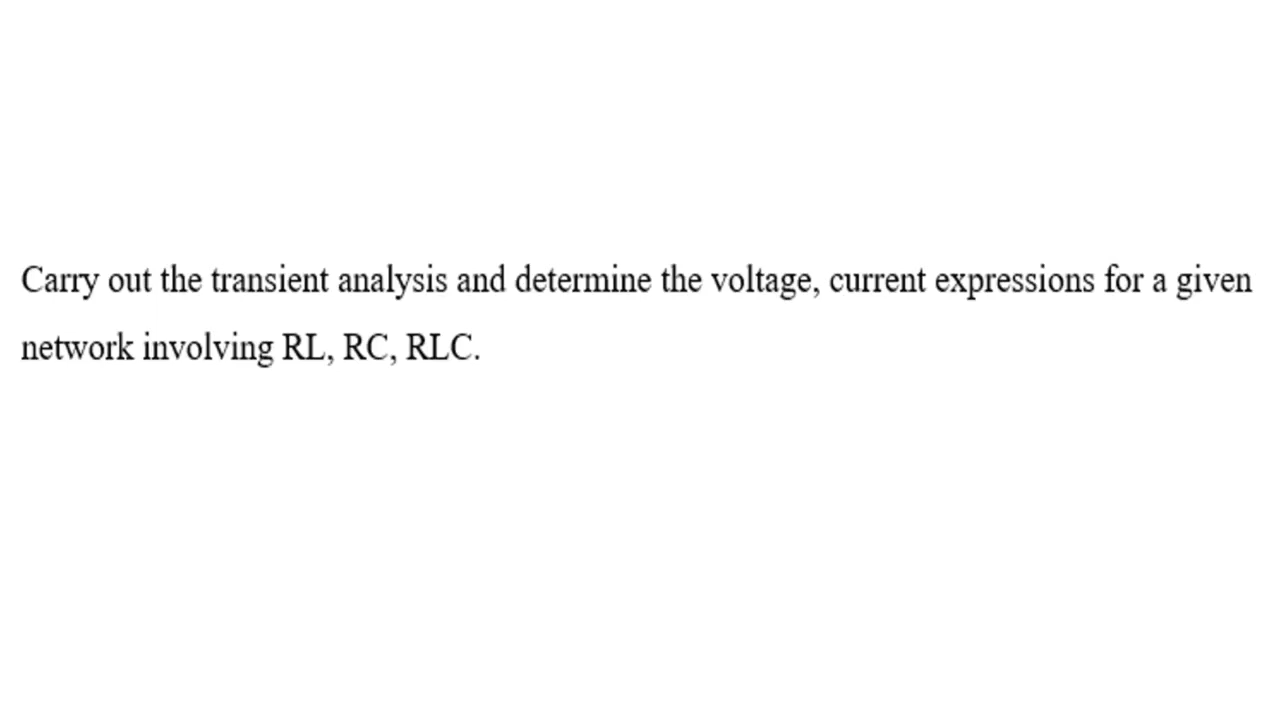 Carry out the transient analysis and determine the voltage, current expressions for a given
network involving RL, RC, RLC.